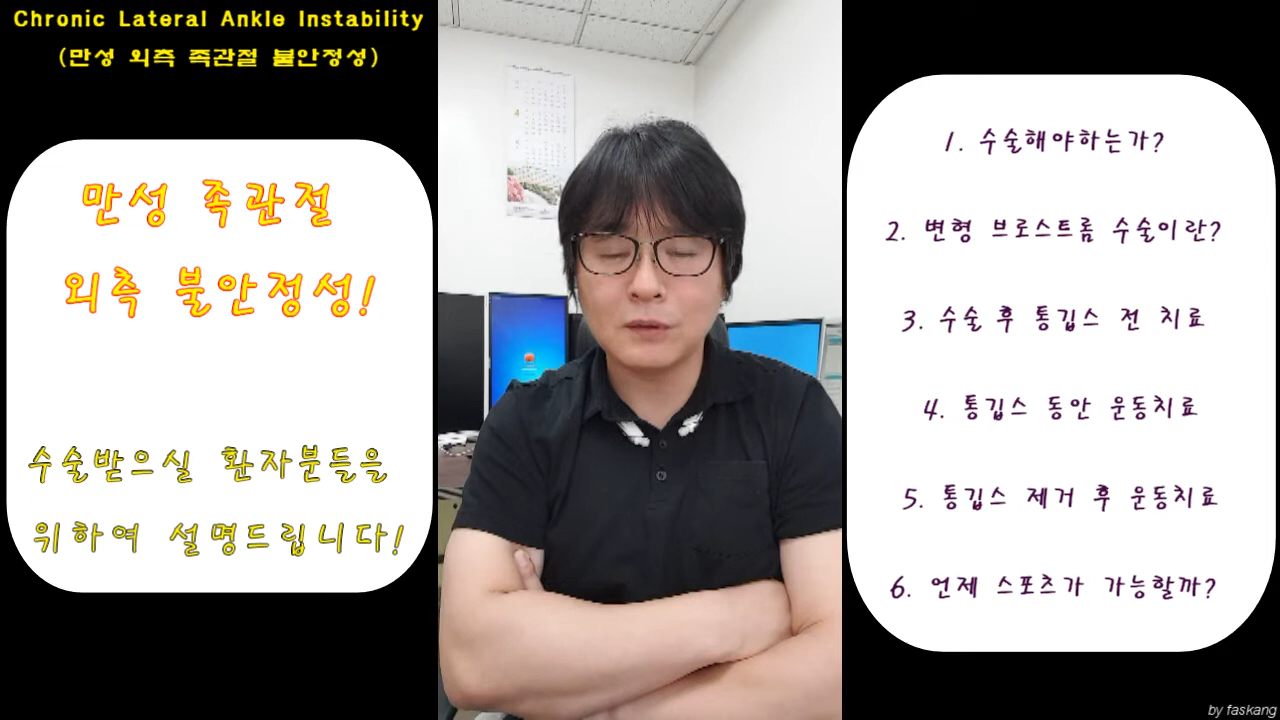 Chronic Lateral Ankle Instability
(만성 외측 족관절 불안정성)
만성 족관절
외측 불안정성!
수술받으실 환자분들을
위하여 설명드립니다!
1. 수술해야하는가?
2. 변형 브로스트롬 수술이란?
3. 수술 후 통깁스 전 치료
4. 통깁스 동안 운동치료
5. 통깁스 제거 후 운동치료
6. 언제 스포츠가 가능할까?
by faskang